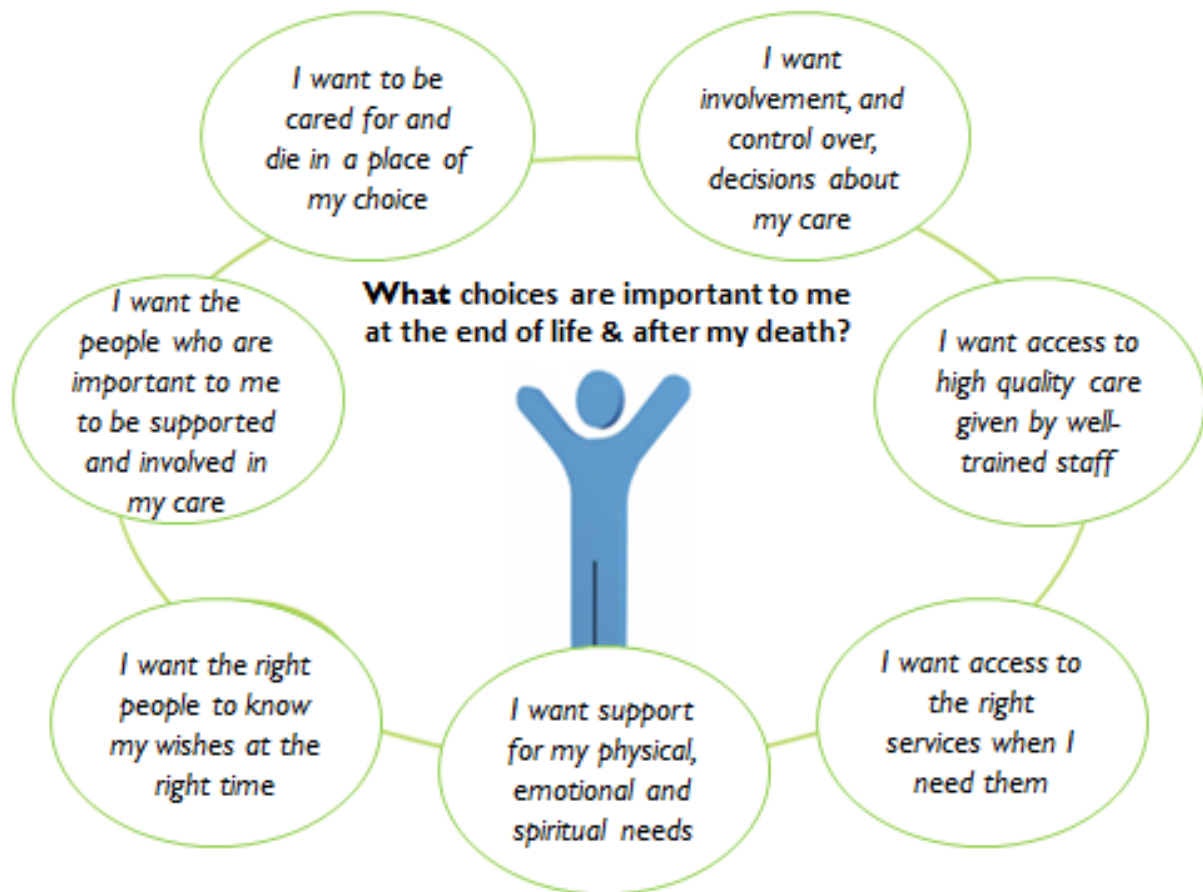 I want to be
cared for and
die in a place of
my choice
I want
involvement, and
control over,
decisions about
my care
What choices are important to me
at the end of life & after my death?
I want the
people who are
important to me
to be supported
and involved in
my care
I want access to
high quality care
given by well-
trained staff
I want the right
people to know
my wishes at the
right time
I want support
for my physical,
emotional and
spiritual needs
I want access to
the right
services when I
need them